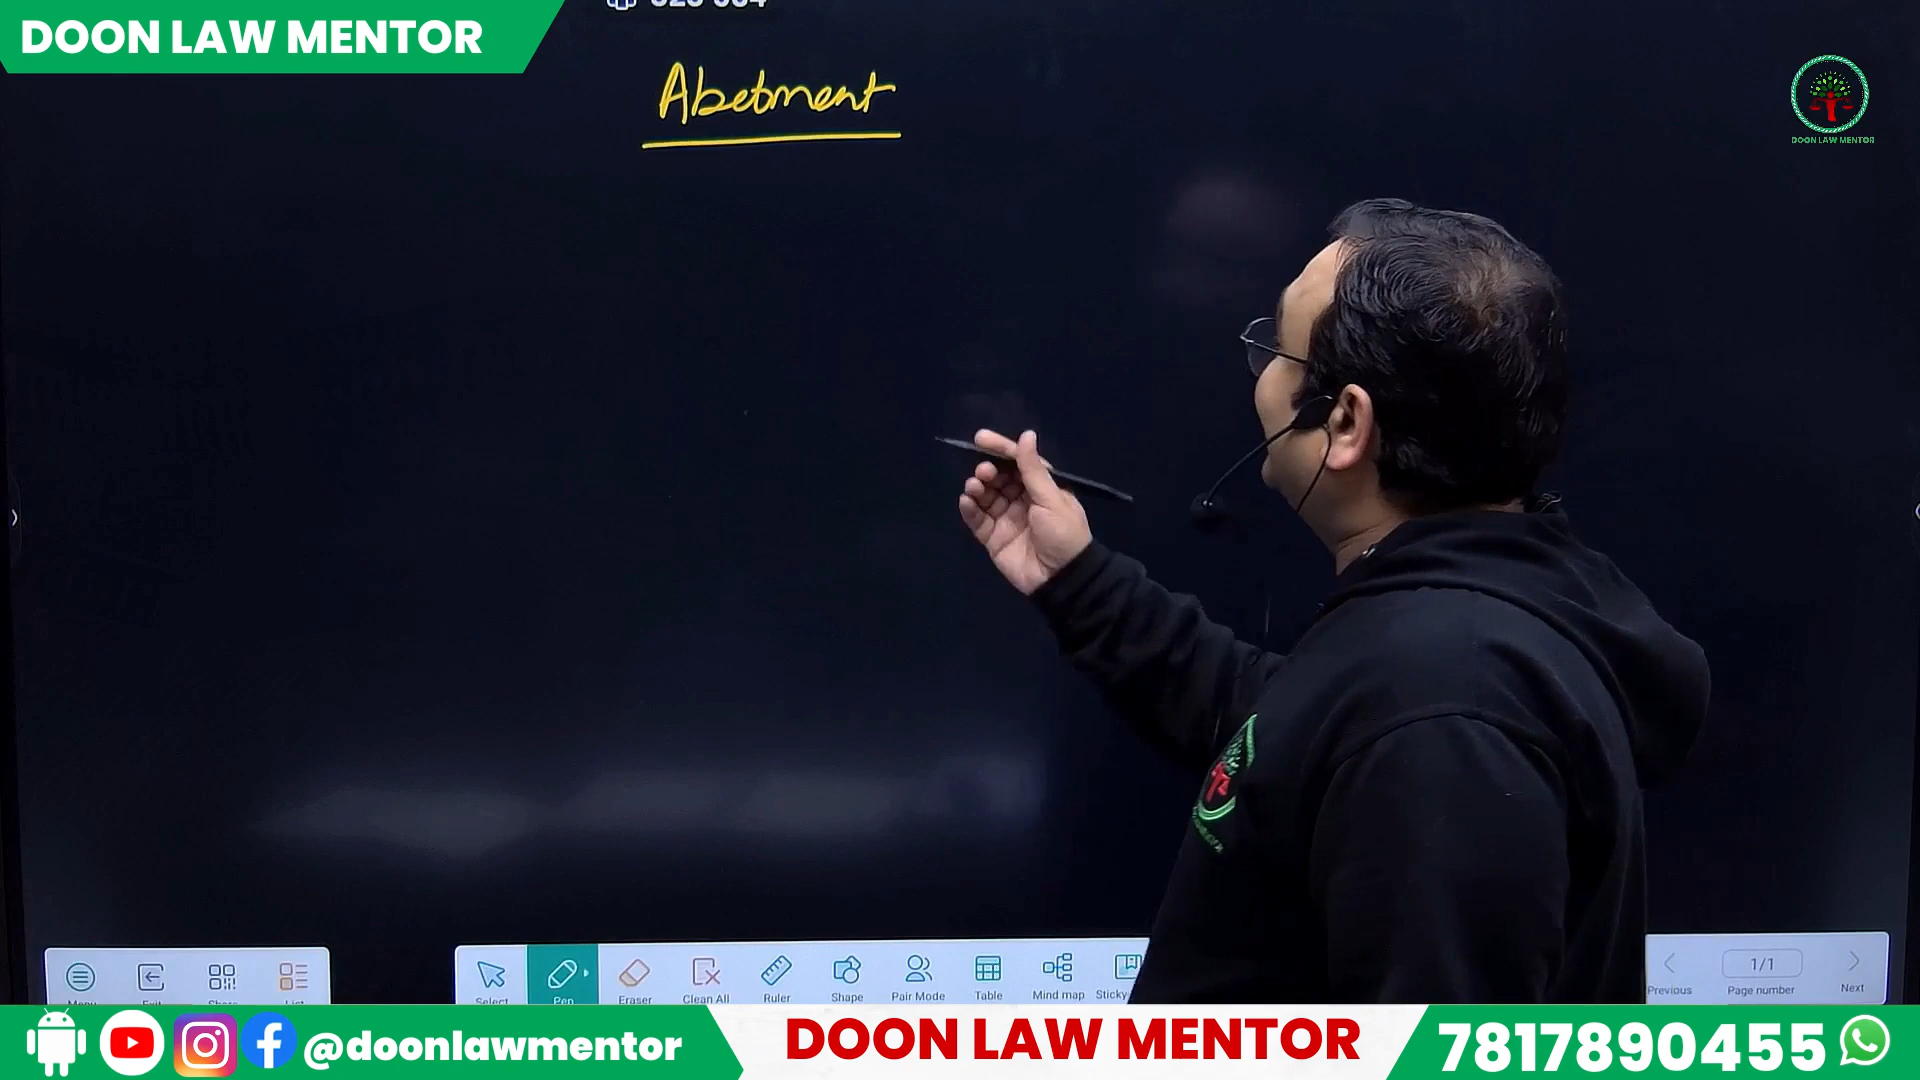 DOON LAW MENTOR
Abetment
DOON LAW MENTOR
Select
Pen
Eraser
Clean All
Ruler
Shape
Pair Mode
Table
Mind map
Sticky
Previous
1/1
Page number
Next
@doonlawmentor
DOON LAW MENTOR
7817890455